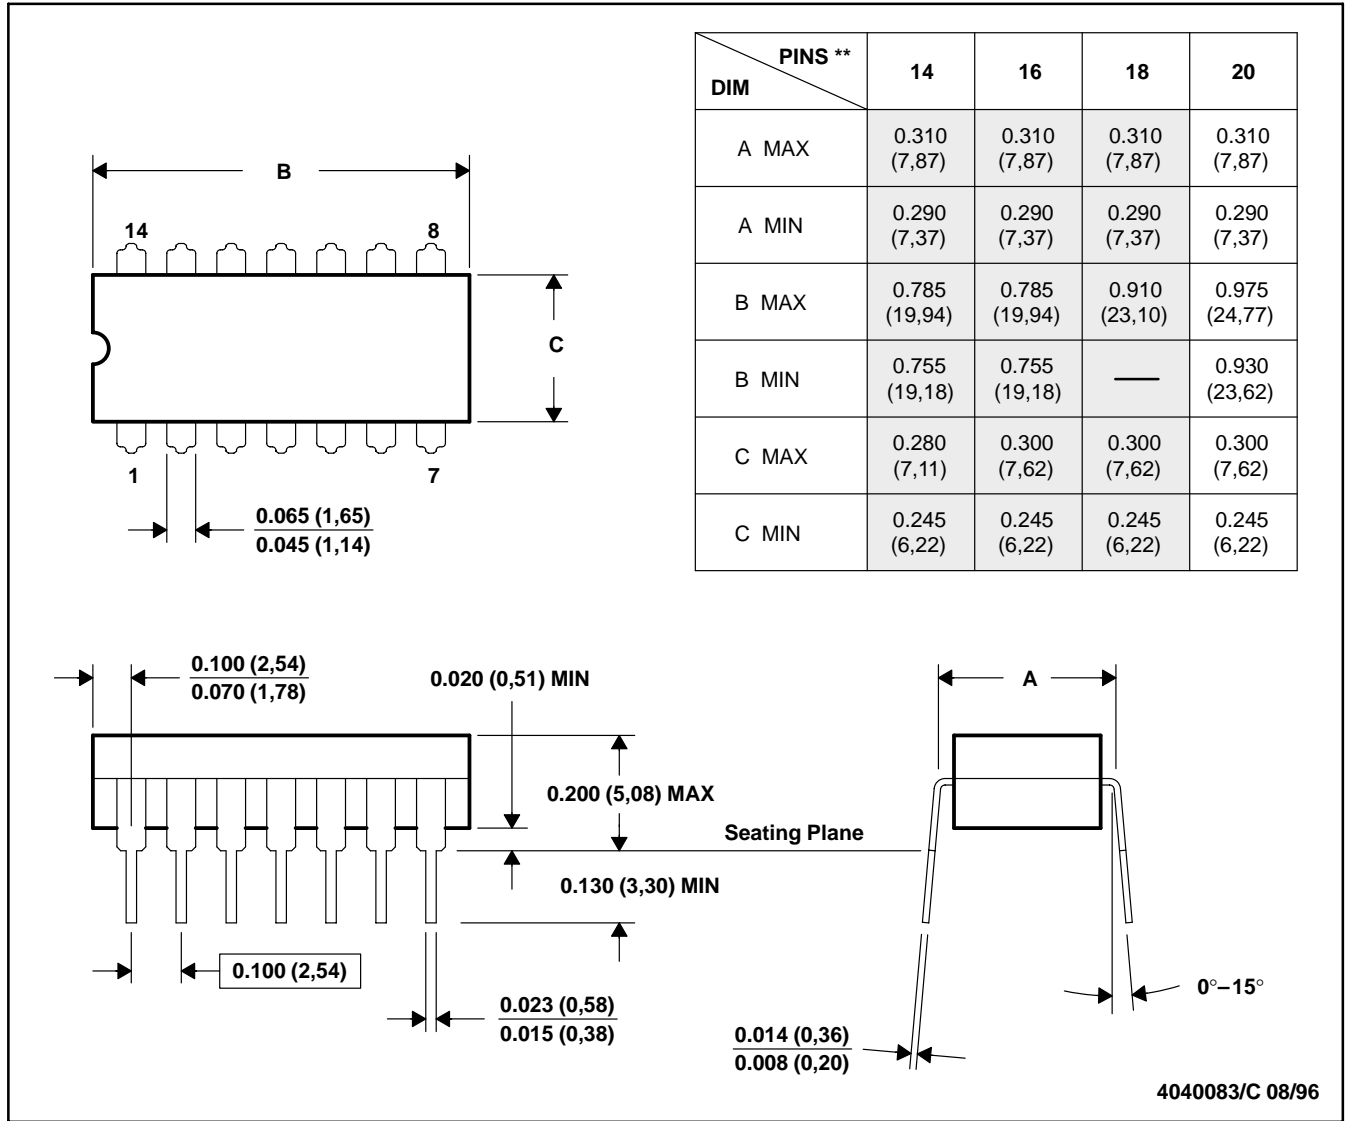 PINS **
DIM
14 16 18 20
A MAX 0.310 (7,87) 0.310 (7,87) 0.310 (7,87) 0.310 (7,87)
A MIN 0.290 (7,37) 0.290 (7,37) 0.290 (7,37) 0.290 (7,37)
B MAX 0.785 (19,94) 0.785 (19,94) 0.910 (23,10) 0.975 (24,77)
B MIN 0.755 (19,18) 0.755 (19,18) — 0.930 (23,62)
C MAX 0.280 (7,11) 0.300 (7,62) 0.300 (7,62) 0.300 (7,62)
C MIN 0.245 (6,22) 0.245 (6,22) 0.245 (6,22) 0.245 (6,22)
B
14 8
C
1 7
0.065 (1,65)
0.045 (1,14)
0.100 (2,54)
0.070 (1,78)
0.020 (0,51) MIN
0.200 (5,08) MAX
Seating Plane
0.130 (3,30) MIN
0.100 (2,54)
0.023 (0,58)
0.015 (0,38)
A
0°–15°
0.014 (0,36)
0.008 (0,20)
4040083/C 08/96